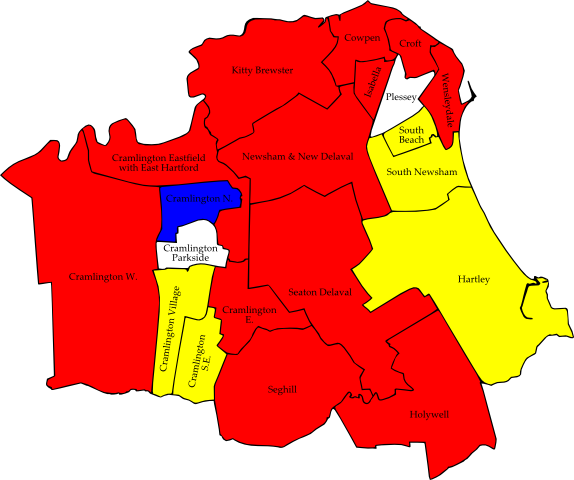 Cowpen
Croft
Kitty Brewster
Isabella
Wensleydale
Plessey
South
Beach
Cramlington Eastfield
with East Hartford
Newsham & New Delaval
South Newsham
Cramlington N.
Cramlington
Parkside
Cramlington W.
Hartley
Seaton Delaval
Cramlington Village
Cramlington
E.
Cramlington
S.E.
Seghill
Holywell